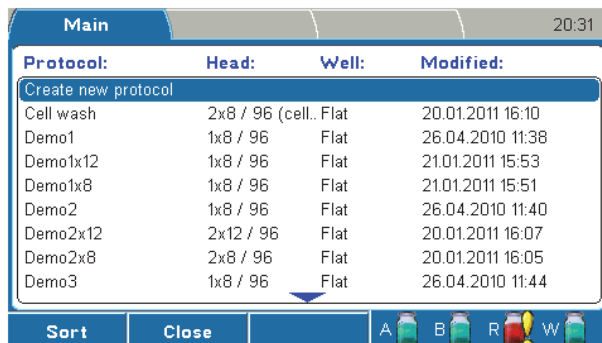 Main 20:31
Protocol: Head: Well: Modified:
Create new protocol
Cell wash 2x8 / 96 (cell.. Flat 20.01.2011 16:10
Demo1 1x8 / 96 Flat 26.04.2010 11:38
Demo1x12 1x8 / 96 Flat 21.01.2011 15:53
Demo1x8 1x8 / 96 Flat 21.01.2011 15:51
Demo2 1x8 / 96 Flat 26.04.2010 11:40
Demo2x12 2x12 / 96 Flat 20.01.2011 16:07
Demo2x8 2x8 / 96 Flat 20.01.2011 16:05
Demo3 1x8 / 96 Flat 26.04.2010 11:44
Sort Close A B R W